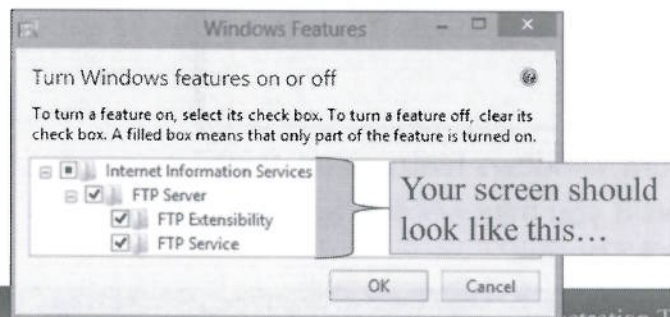 Windows Features
Turn Windows features on or off
To turn a feature on, select its check box. To turn a feature off, clear its
check box. A filled box means that only part of the feature is turned on.
Internet Information Services
FTP Server
FTP Extensibility
FTP Service
Your screen should
look like this...
OK Cancel